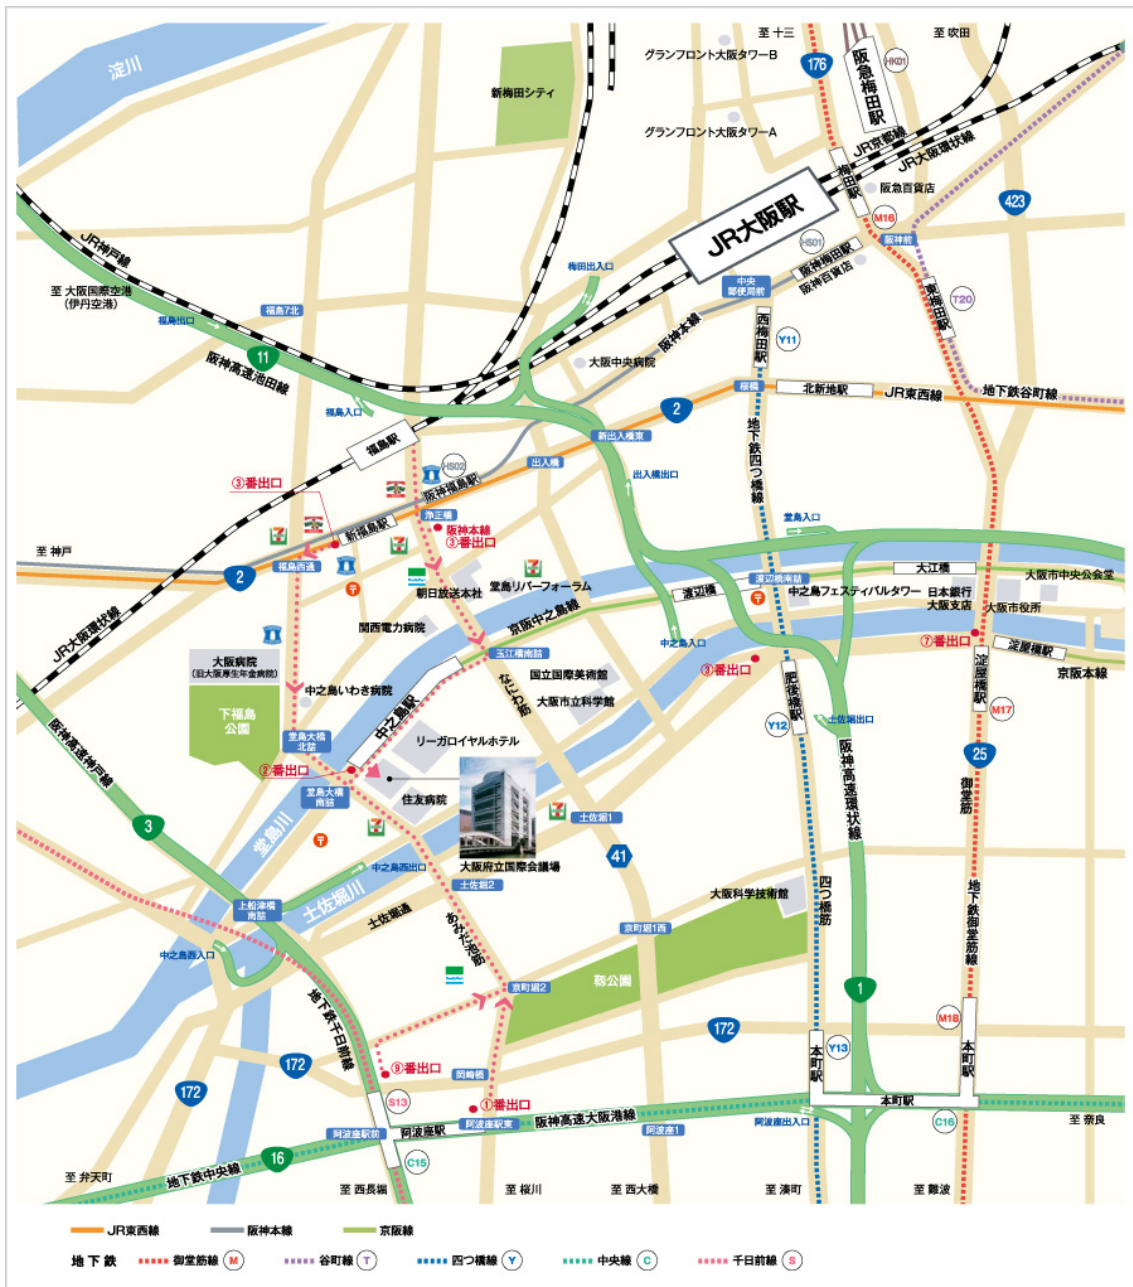 至 十三
至 吹田
グランフロント大阪タワーB
176
阪急梅田駅
HK01
淀川
新梅田シティ
グランフロント大阪タワーA
JR京都線
JR大阪環状線
梅田駅
阪急百貨店
423
JR大阪駅
M16
HS01
阪神前
阪神梅田駅
阪神百貨店
JR神戸線
至 大阪国際空港
(伊丹空港)
梅田出入口
中央
郵便局前
東梅田駅
T20
福島7北
福島出口
11
阪神高速池田線
阪神本線
西梅田駅
Y11
大阪中央病院
福島入口
桜橋
北新地駅
JR東西線
地下鉄谷町線
2
福島駅
新出入橋東
地下鉄四つ橋線
HS02
阪神福島駅
出入橋
出入橋出口
③番出口
浄正橋
新福島駅
阪神本線
③番出口
堂島入口
至 神戸
2
福島西通
朝日放送本社
堂島リバーフォーラム
渡辺橋南詰
大江橋
大阪市中央公会堂
渡辺橋
中之島フェスティバルタワー
日本銀行
大阪支店
大阪市役所
京阪中之島線
関西電力病院
JR大阪環状線
中之島入口
⑦番出口
淀屋橋駅
京阪本線
大阪病院
(旧大阪厚生年金病院)
玉江橋南詰
③番出口
淀屋橋駅
国立国際美術館
なにわ筋
大阪市立科学館
肥後橋駅
中之島いわき病院
中之島駅
下福島
公園
M17
土佐堀出口
Y12
阪神高速神戸線
堂島大橋
北詰
リーガロイヤルホテル
阪神高速環状線
25
②番出口
御堂筋
堂島大橋
南詰
住友病院
3
堂島川
土佐堀1
41
中之島西出口
大阪府立国際会議場
土佐堀2
大阪科学技術館
四つ橋筋
地下鉄御堂筋線
上船津橋
南詰
土佐堀川
土佐堀通
あみだ池筋
京町堀1西
中之島西入口
靭公園
京町堀2
1
地下鉄千日前線
M18
172
172
172
本町駅
Y13
本町駅
⑨番出口
岡崎橋
S13
①番出口
本町駅
阿波座駅前
阿波座駅
阿波座駅東
阪神高速大阪港線
阿波座1
阿波座出入口
C16
至 奈良
16
地下鉄中央線
C15
至 弁天町
至 西長堀
至 桜川
至 西大橋
至 湊町
至 難波
JR東西線
阪神本線
京阪線
地下鉄
御堂筋線 M
谷町線 T
四つ橋線 Y
中央線 C
千日前線 S